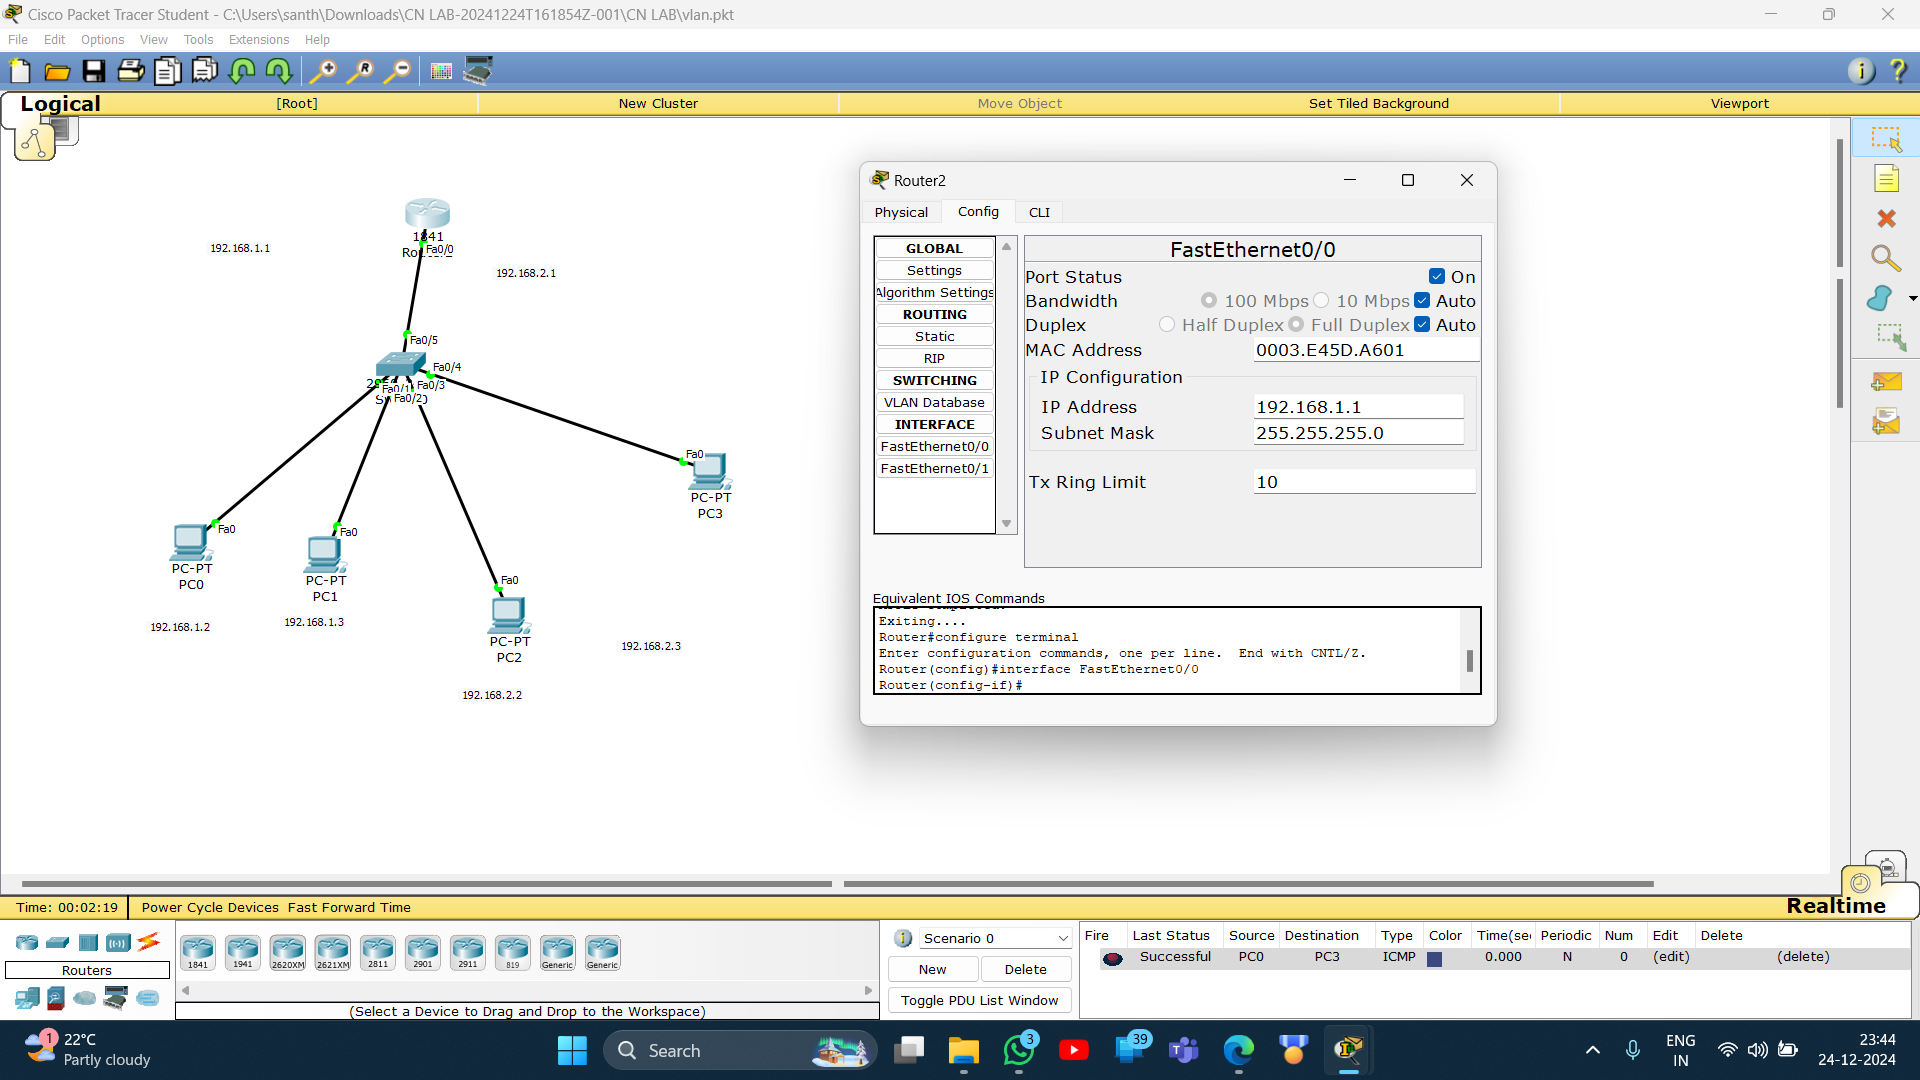 Cisco Packet Tracer Student - C:\Users\santh\Downloads\CN LAB-20241224T161854Z-001\CN LAB\vlan.pkt
File Edit Options View Tools Extensions Help
Logical [Root] New Cluster Move Object Set Tiled Background Viewport
192.168.1.1
1841
Fa0/0
192.168.2.1
Fa0/5
Fa0/4
Fa0/3
Fa0/1
Fa0/2
Fa0
PC-PT
PC3
Fa0
PC-PT
PC0
Fa0
PC-PT
PC1
Fa0
PC-PT
PC2
192.168.1.2
192.168.1.3
192.168.2.3
192.168.2.2
Router2
Physical Config CLI
GLOBAL
Settings
Algorithm Settings
ROUTING
Static
RIP
SWITCHING
VLAN Database
INTERFACE
FastEthernet0/0
FastEthernet0/1
FastEthernet0/0
Port Status On
Bandwidth 100 Mbps 10 Mbps Auto
Duplex Half Duplex Full Duplex Auto
MAC Address 0003.E45D.A601
IP Configuration
IP Address 192.168.1.1
Subnet Mask 255.255.255.0
Tx Ring Limit 10
Equivalent IOS Commands
Exiting....
Router#configure terminal
Enter configuration commands, one per line. End with CNTL/Z.
Router(config)#interface FastEthernet0/0
Router(config-if)#
Time: 00:02:19 Power Cycle Devices Fast Forward Time
Realtime
Routers
1841 1941 2620XM 2621XM 2811 2901 2911 819 Generic Generic
(Select a Device to Drag and Drop to the Workspace)
Scenario 0
New Delete
Toggle PDU List Window
Fire Last Status Source Destination Type Color Time(sec Periodic Num Edit Delete
Successful PC0 PC3 ICMP 0.000 N 0 (edit) (delete)
1
22°C
Partly cloudy
Search
3
39
ENG
IN
23:44
24-12-2024